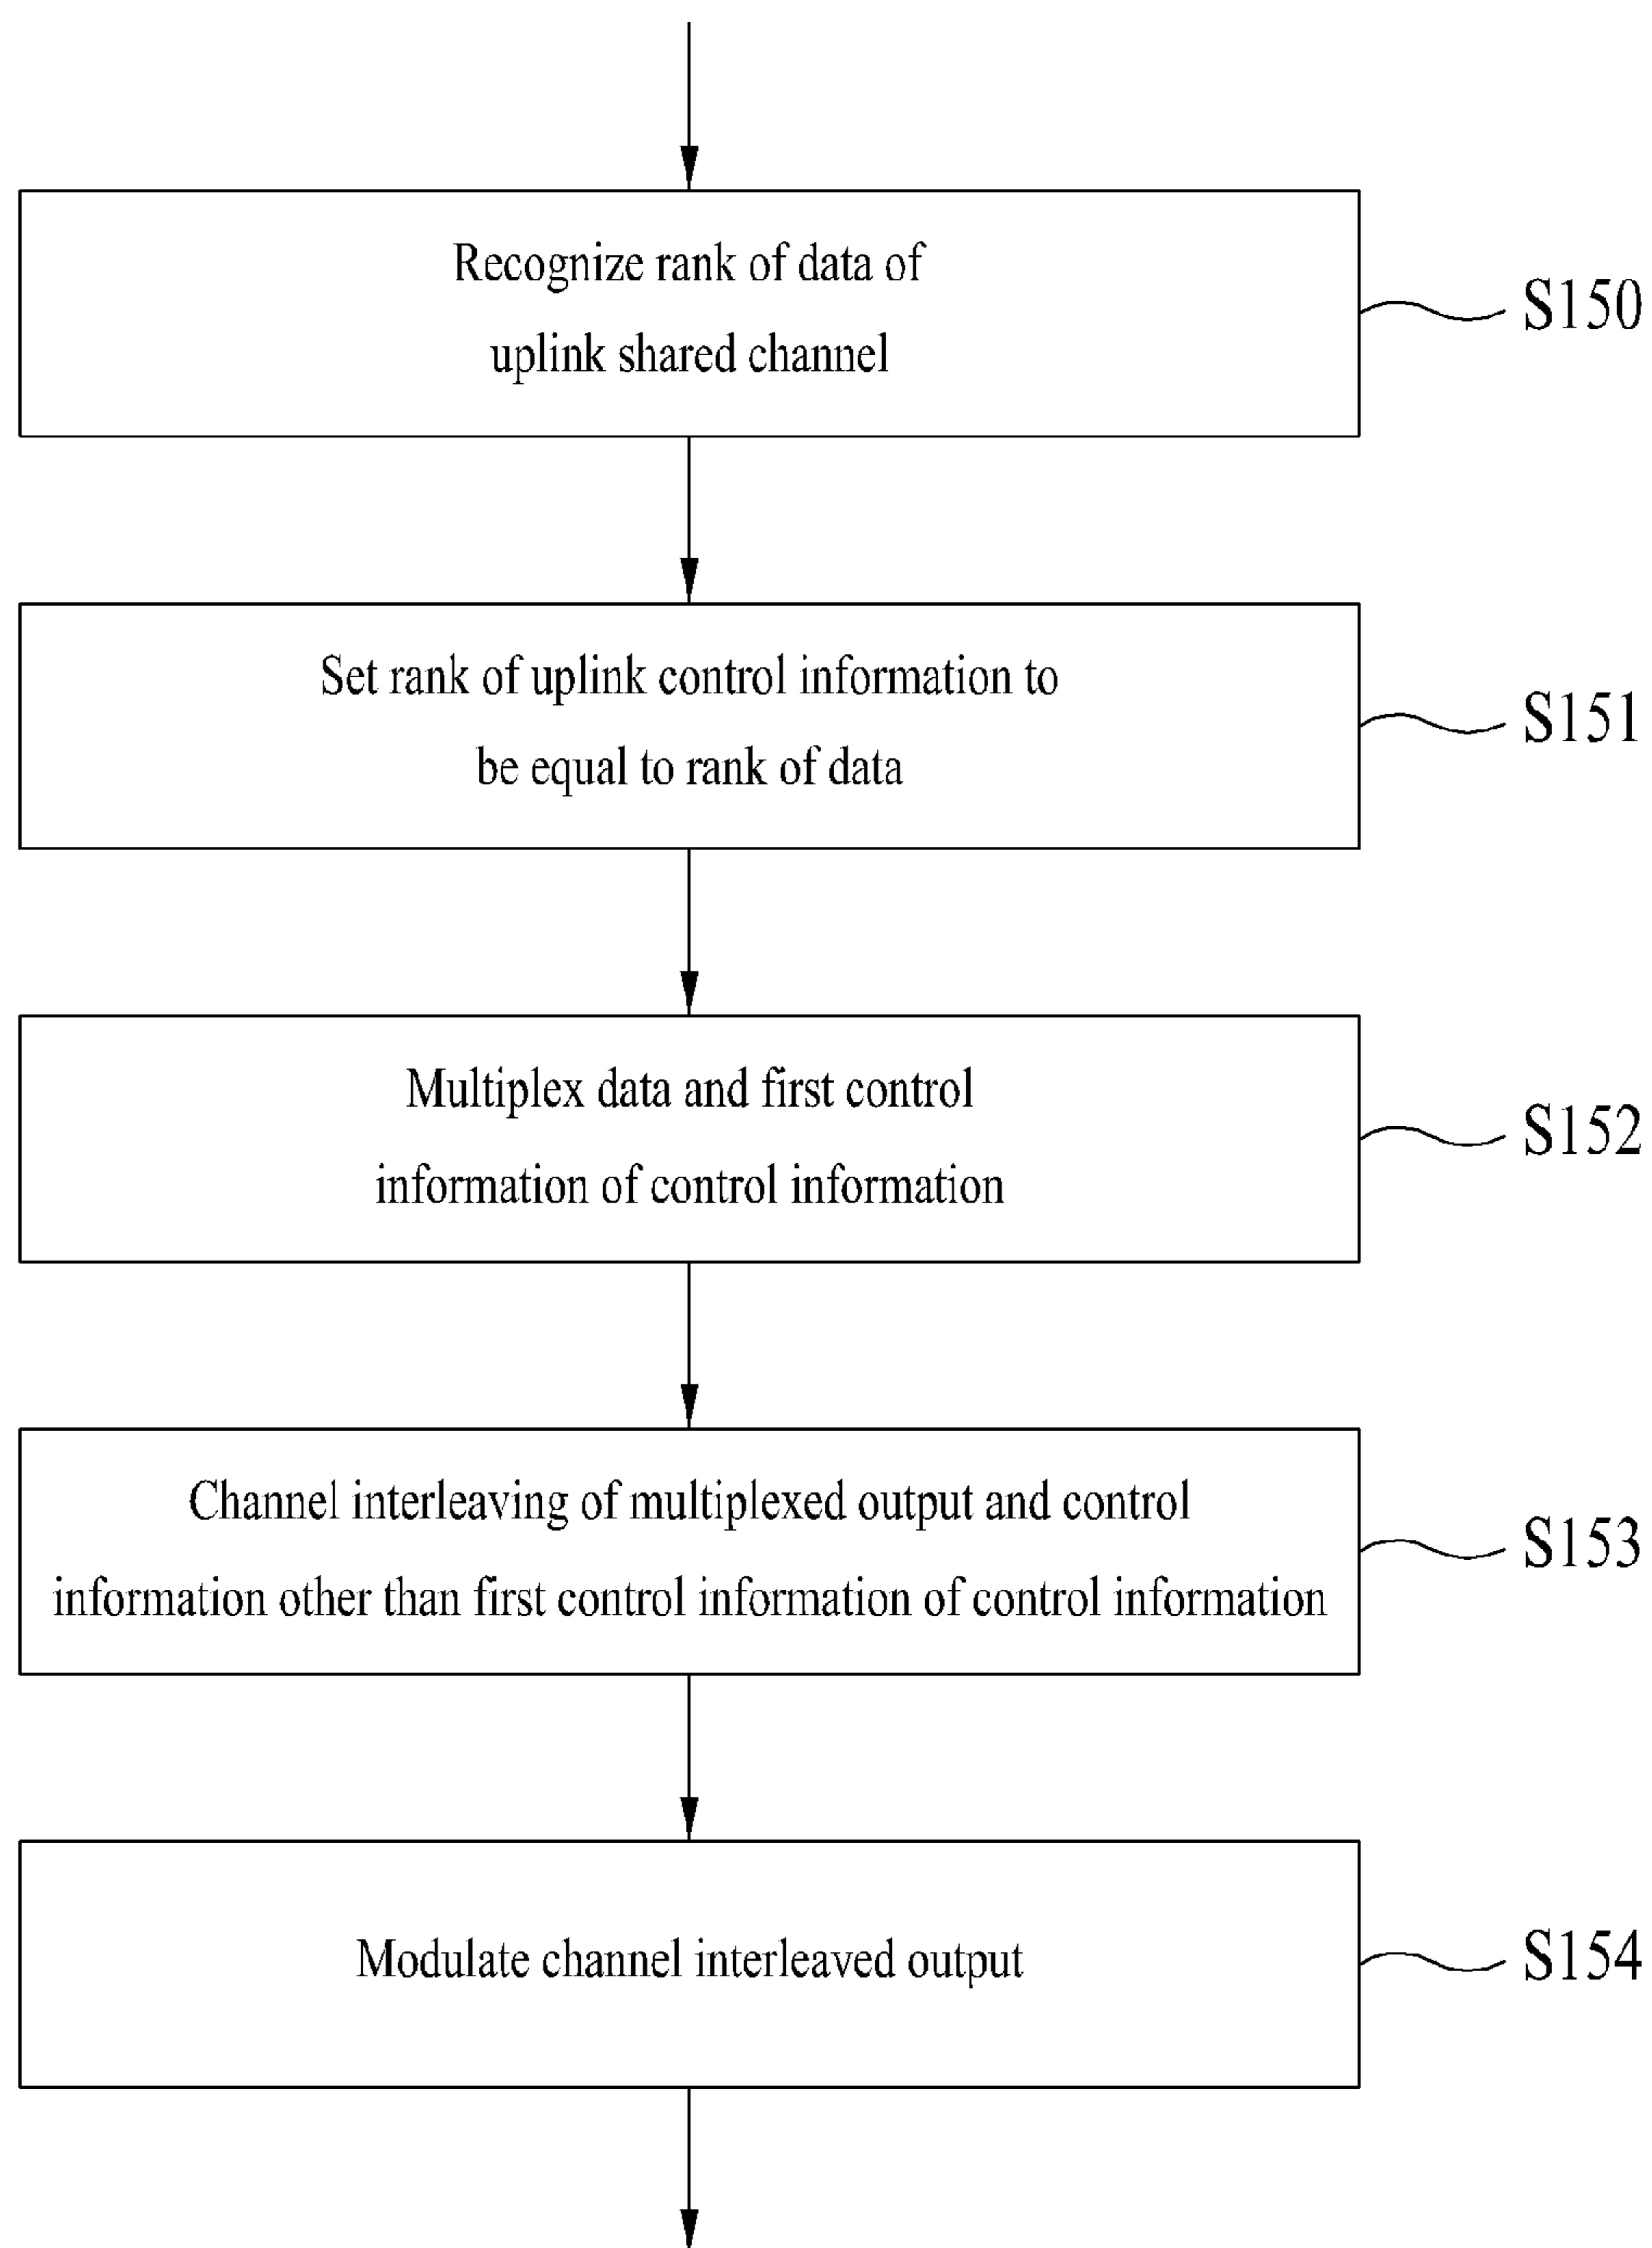 Recognize rank of data of
uplink shared channel
S150
Set rank of uplink control information to
be equal to rank of data
S151
Multiplex data and first control
information of control information
S152
Channel interleaving of multiplexed output and control
information other than first control information of control information
S153
Modulate channel interleaved output
S154